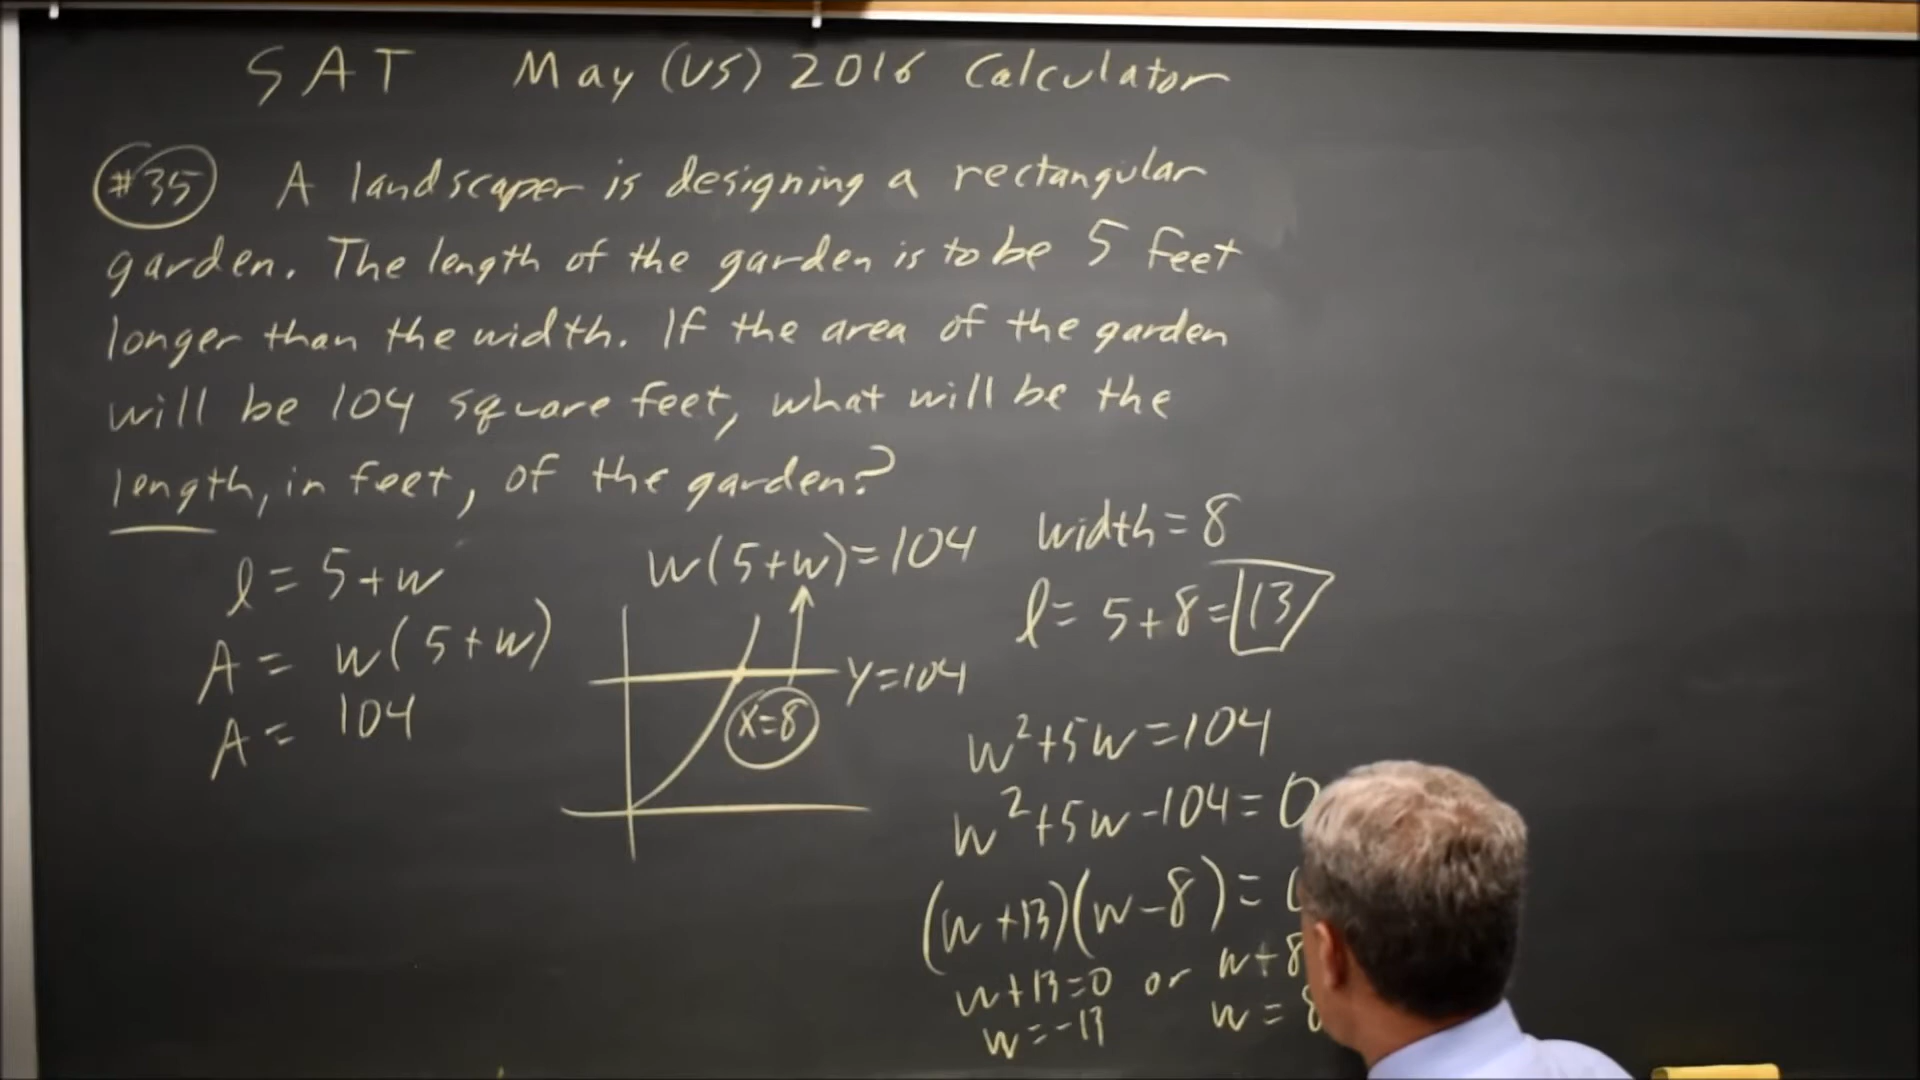 SAT May (US) 2016 Calculator
#35 A landscaper is designing a rectangular
garden. The length of the garden is to be 5 feet
longer than the width. If the area of the garden
will be 104 square feet, what will be the
length, in feet, of the garden?
l = 5+w
A = w(5+w)
A = 104
w(5+w)=104
y=104
x=8
width=8
l= 5+8=13
w²+5w=104
w²+5w-104=0
(w+13)(w-8)=
w+13=0 or w+8
w=-13 w=8